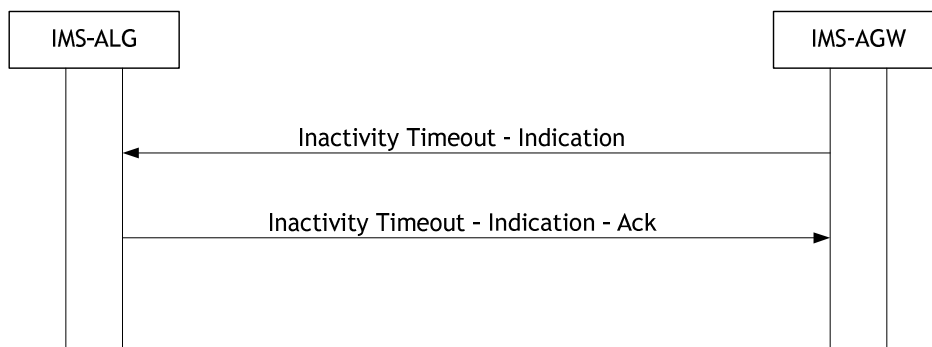 IMS-ALG
IMS-AGW
Inactivity Timeout - Indication
Inactivity Timeout – Indication – Ack